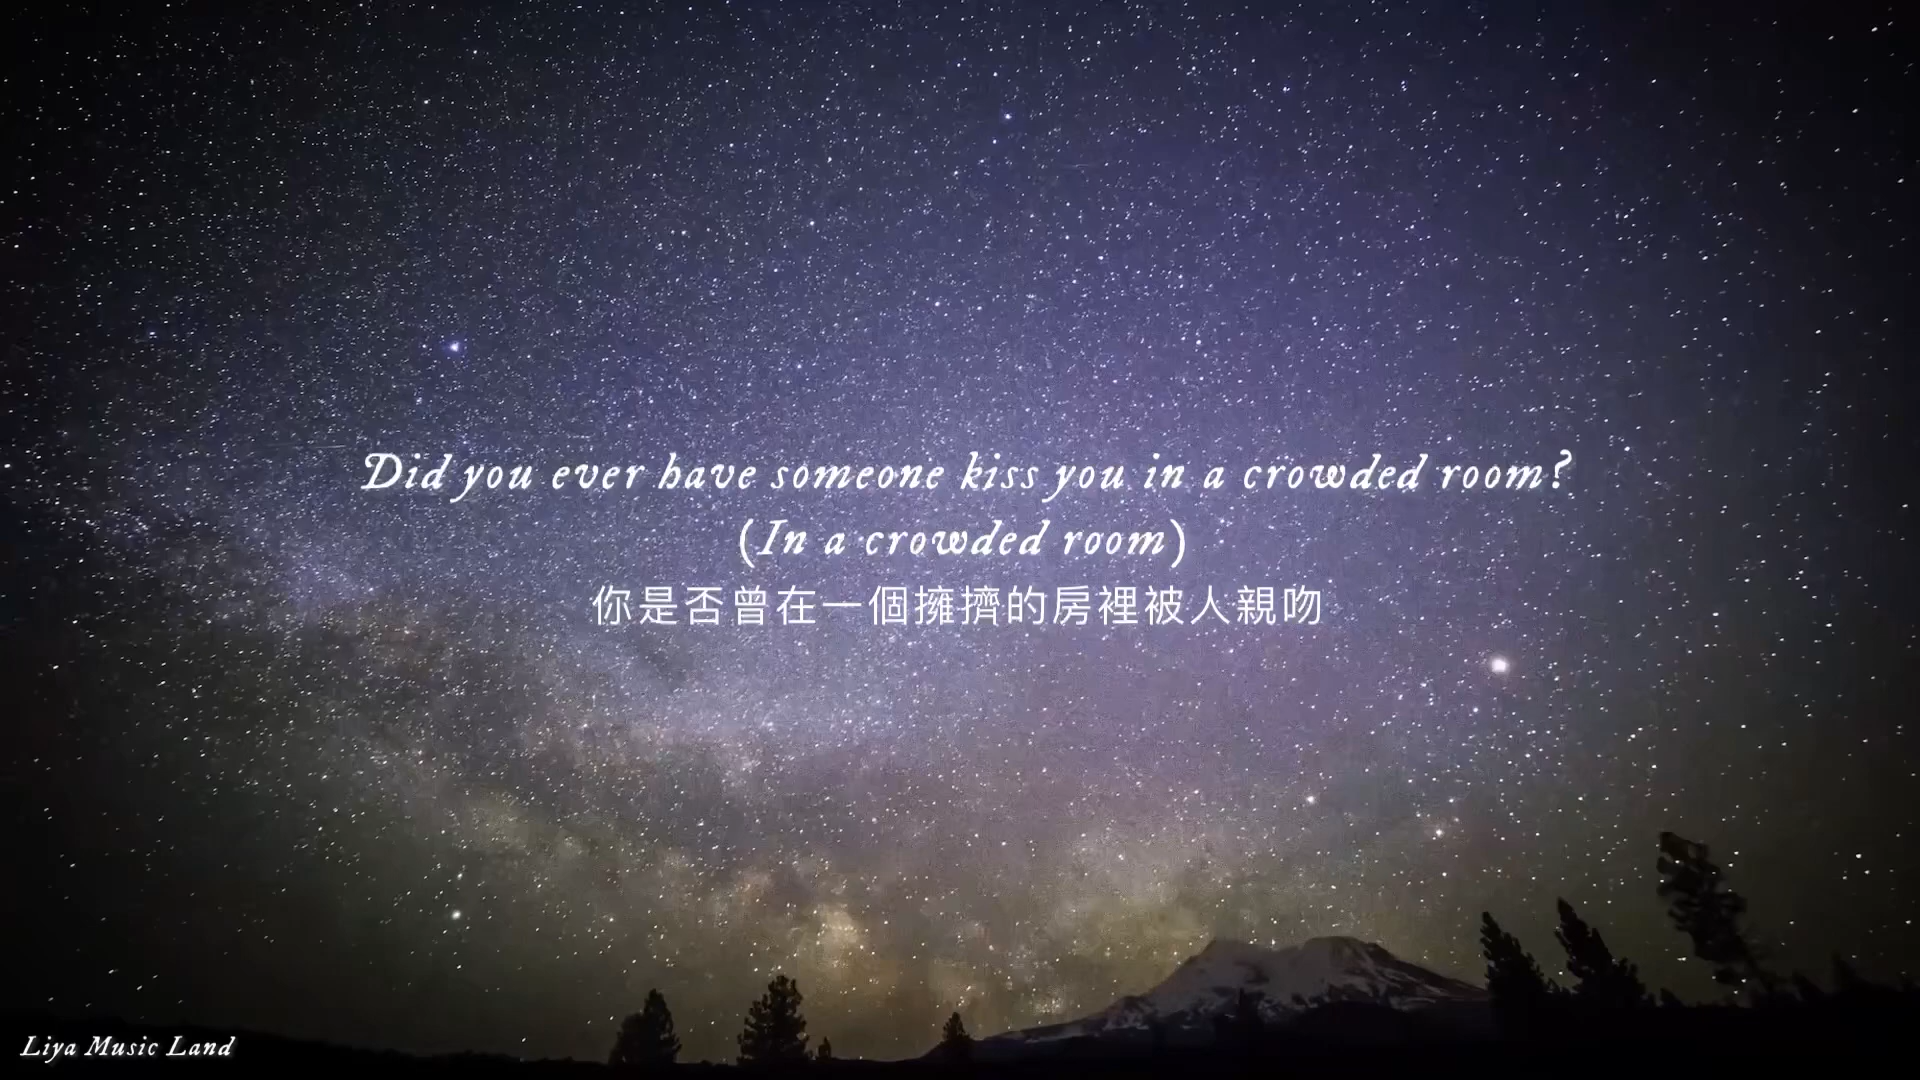 Did you ever have someone kiss you in a crowded room?
(In a crowded room)
你是否曾在一個擁擠的房裡被人親吻
Liya Music Land